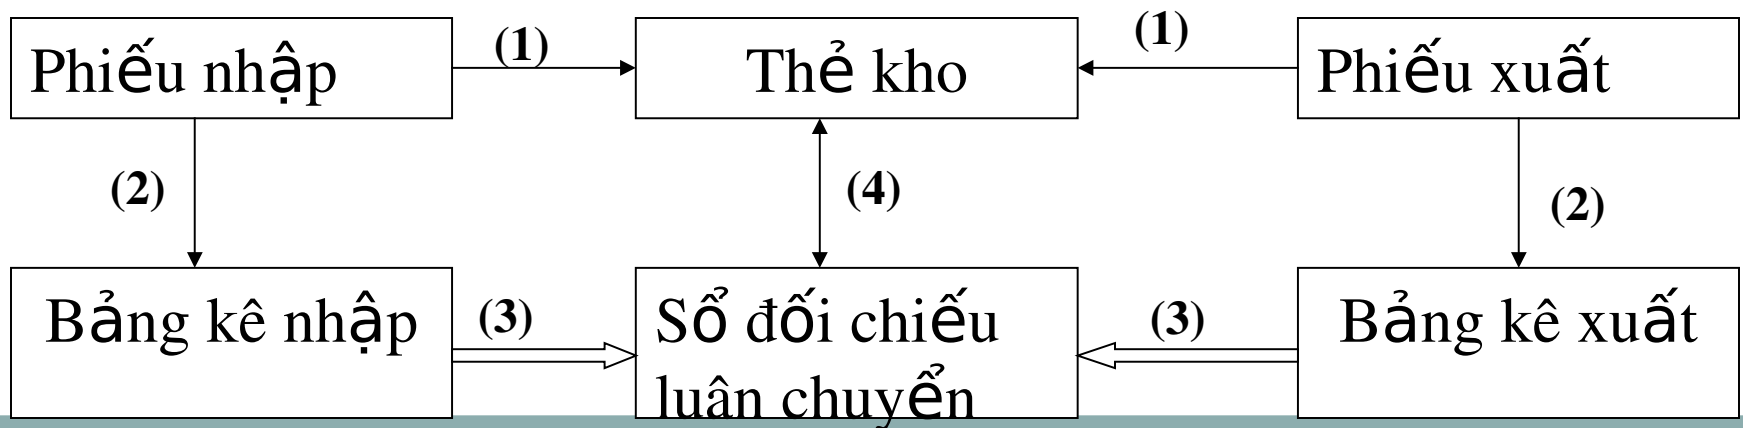 Phiếu nhập
(1)
Thẻ kho
(1)
Phiếu xuất
(2)
(4)
(2)
Bảng kê nhập
(3)
Sổ đối chiếu
luân chuyển
(3)
Bảng kê xuất